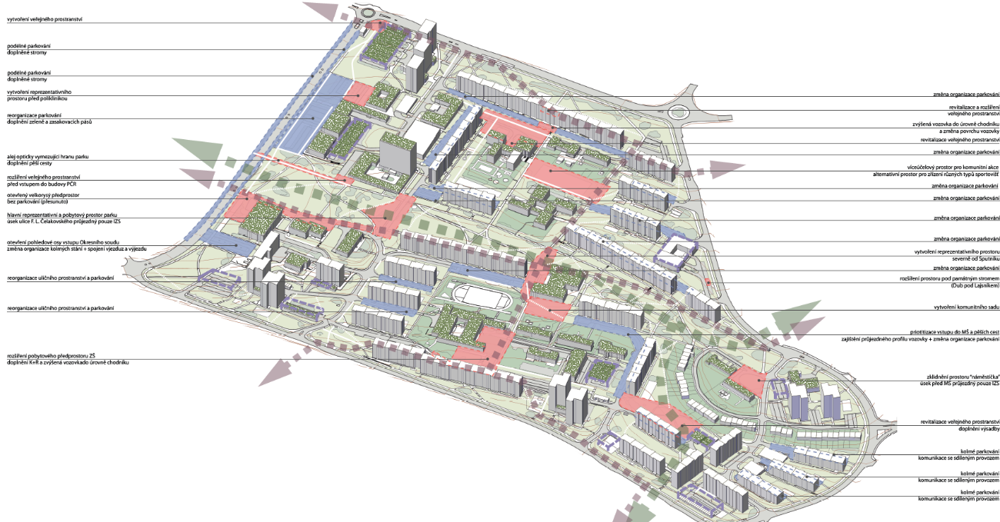 vytvoření veřejného prostranství
podélné parkování
doplněné stromy
podélné parkování
doplněné stromy
vytvoření reprezentativního
prostoru před poliklinikou
reorganizace parkování
doplnění zeleně a zasakovacích pásů
alej opticky vymezující hranu parku
doplnění pěší cesty
rozšíření veřejného prostranství
před vstupem do budovy PČR
otevřený velkorysý předprostor
bez parkování (přesunuto)
hlavní reprezentativní a pobytový prostor parku
úsek ulice F. L. Čelakovského průjezdný pouze IZS
otevření pohledové osy vstupu Okresního soudu
změna organizace kolmých stání + spojení vjezduz a výjezdu
reorganizace uličního prostranství a parkování
reorganizace uličního prostranství a parkování
rozšíření pobytového předprostoru ZŠ
doplnění K+R a zvýšená vozovkado úrovně chodníku
změna organizace parkování
revitalizace a rozšíření
veřejného prostranství
zvýšená vozovka do úrovně chodníku
a změna povrchu vozovky
revitalizace veřejného prostranství
změna organizace parkování
víceúčelový prostor pro komunitní akce
alternativní prostor pro zřízení různých typů sportovišť
změna organizace parkování
změna organizace parkování
změna organizace parkování
změna organizace parkování
vytvoření reprezentativního prostoru
severně od Sputniku
změna organizace parkování
rozšíření prostoru pod památným stromem
(Dub pod Lajsníkem)
vytvoření komunitního sadu
priotitizace vstupu do MŠ a pěších cest
zajištění průjezdného profilu vozovky + změna organizace parkování
zklidnění prostoru "náměstíčka"
úsek před MŠ průjezdný pouze IZS
revitalizace veřejného prostranství
doplnění výsadby
kolmé parkování
komunikace se sdíleným provozem
kolmé parkování
komunikace se sdíleným provozem
kolmé parkování
komunikace se sdíleným provozem